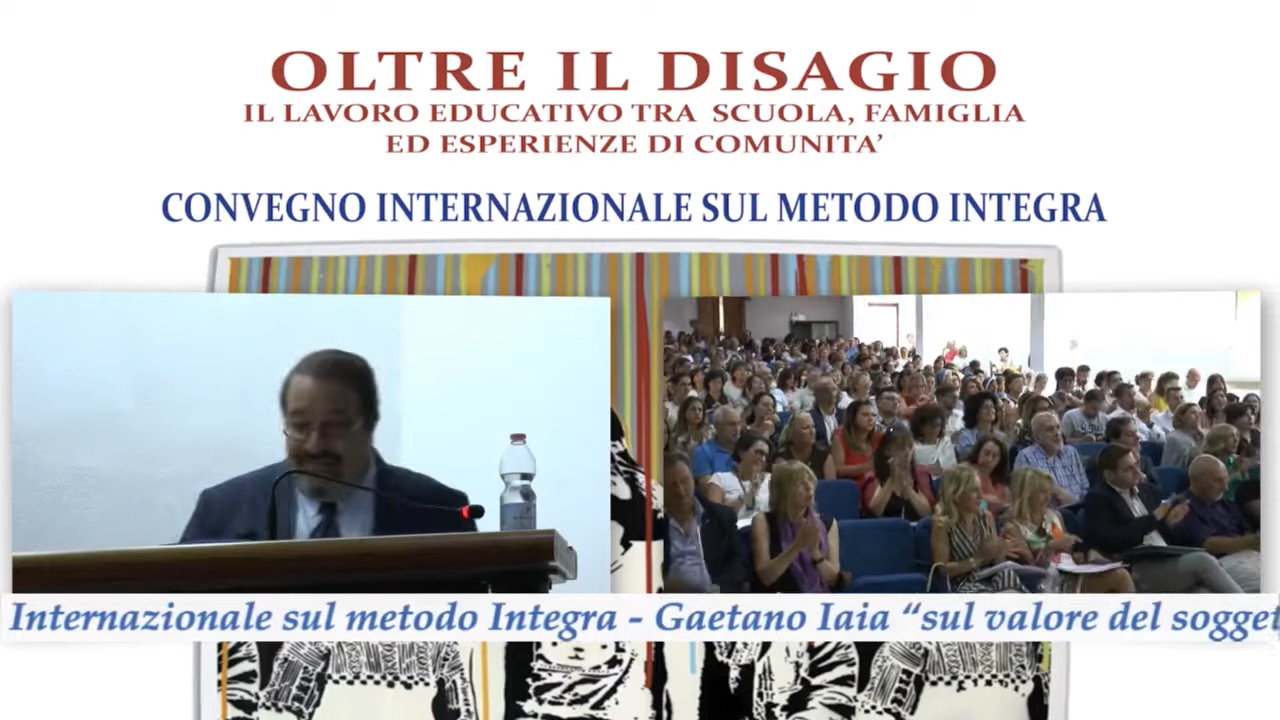 OLTRE IL DISAGIO
IL LAVORO EDUCATIVO TRA SCUOLA, FAMIGLIA
ED ESPERIENZE DI COMUNITA'
CONVEGNO INTERNAZIONALE SUL METODO INTEGRA
Internazionale sul metodo Integra - Gaetano Iaia “sul valore del